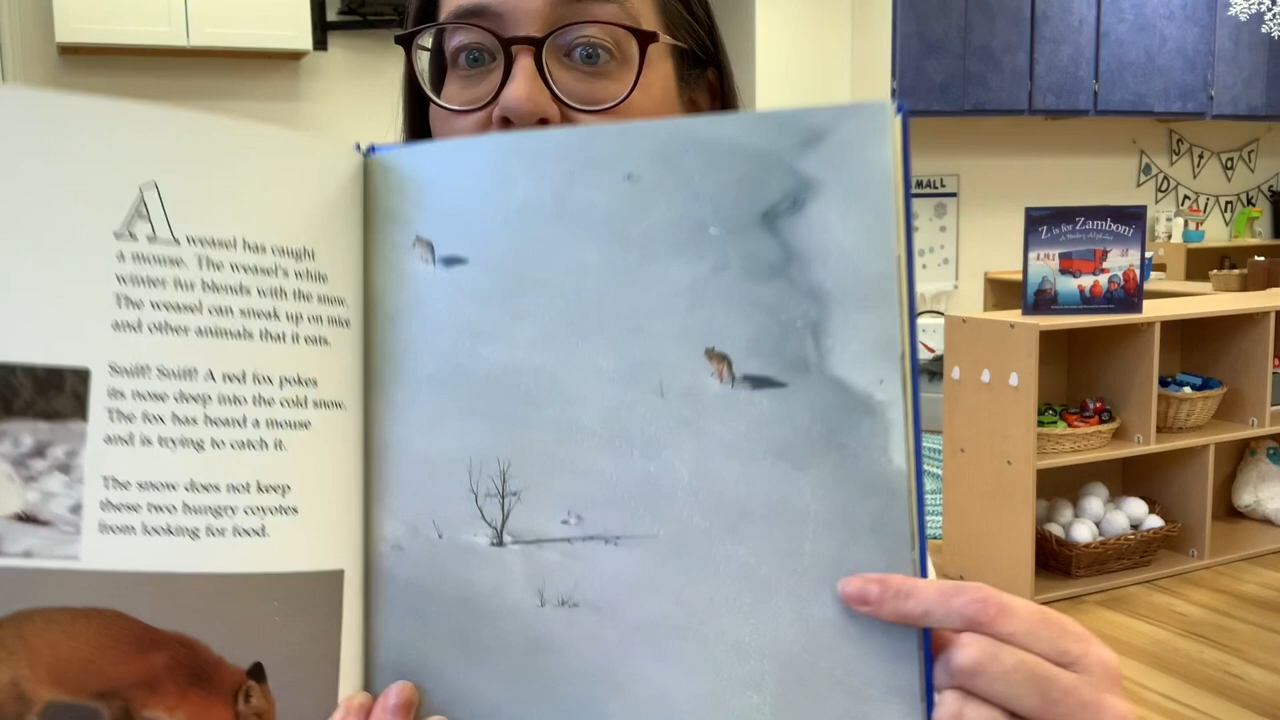 A weasel has caught
a mouse. The weasel's white
winter fur blends with the snow.
The weasel can sneak up on mice
and other animals that it eats.
Sniff! Sniff! A red fox pokes
its nose deep into the cold snow.
The fox has heard a mouse
and is trying to catch it.
The snow does not keep
these two hungry coyotes
from looking for food.
MALL
Z is for Zamboni
A Hockey Alphabet
Star
Drinks